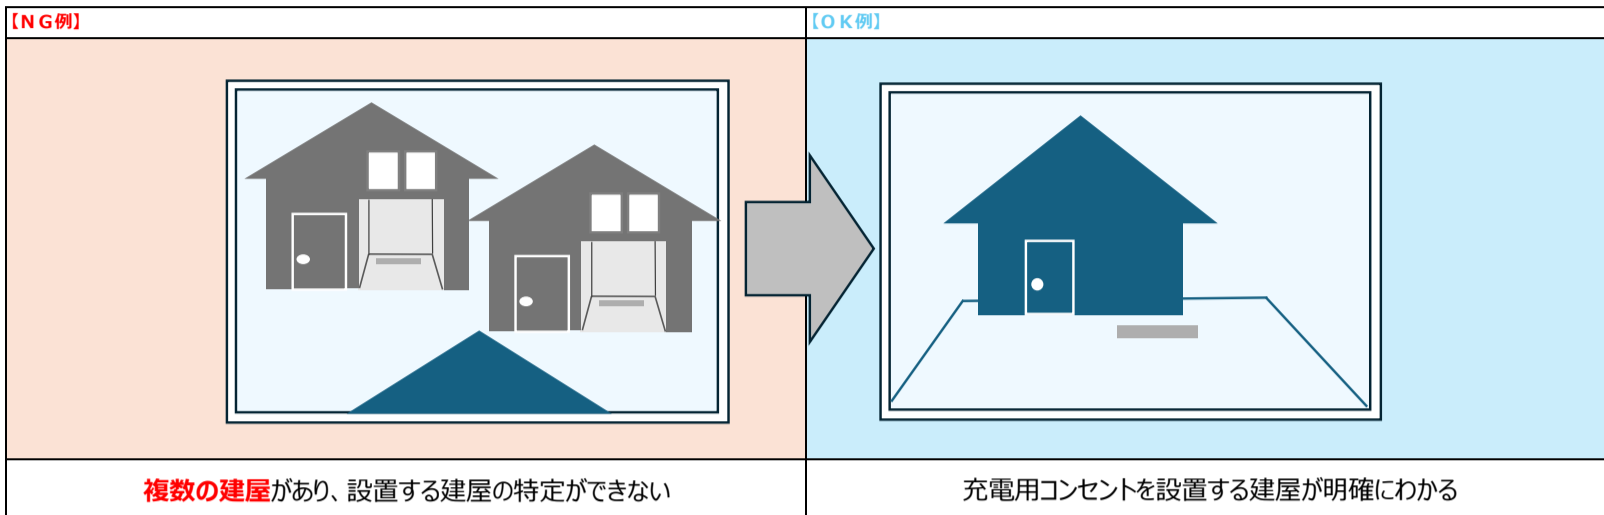 【NG例】
【OK例】
複数の建屋があり、設置する建屋の特定ができない
充電用コンセントを設置する建屋が明確にわかる